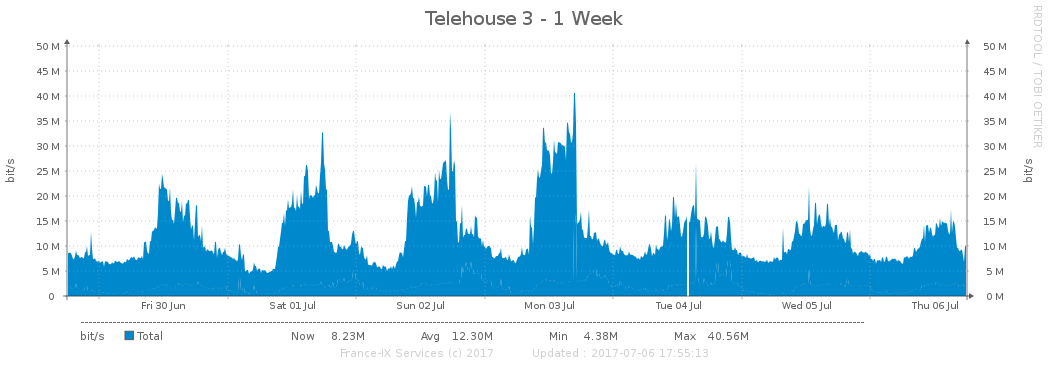 Telehouse 3 - 1 Week
RRDTOOL / TOBI OETIKER
bit/s
50 M
45 M
40 M
35 M
30 M
25 M
20 M
15 M
10 M
5 M
0
50 M
45 M
40 M
35 M
30 M
25 M
20 M
15 M
10 M
5 M
0 M
bit/s
Fri 30 Jun Sat 01 Jul Sun 02 Jul Mon 03 Jul Tue 04 Jul Wed 05 Jul Thu 06 Jul
bit/s Total Now 8.23M Avg 12.30M Min 4.38M Max 40.56M
France-IX Services (c) 2017 Updated : 2017-07-06 17:55:13